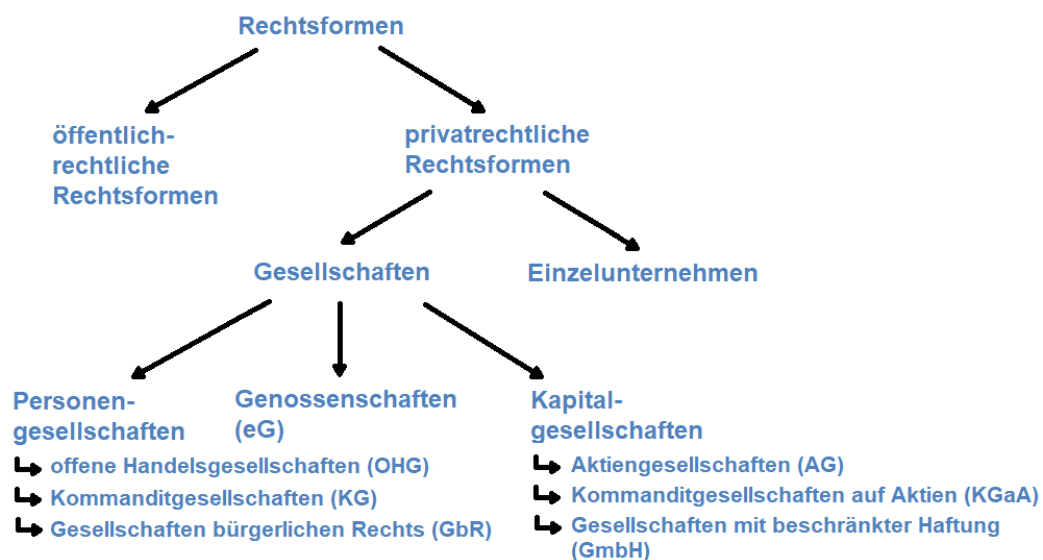 Rechtsformen
öffentlich-
rechtliche
Rechtsformen
privatrechtliche
Rechtsformen
Gesellschaften
Einzelunternehmen
Personen-
gesellschaften
offene Handelsgesellschaften (OHG)
Kommanditgesellschaften (KG)
Gesellschaften bürgerlichen Rechts (GbR)
Genossenschaften
(eG)
Kapital-
gesellschaften
Aktiengesellschaften (AG)
Kommanditgesellschaften auf Aktien (KGaA)
Gesellschaften mit beschränkter Haftung
(GmbH)